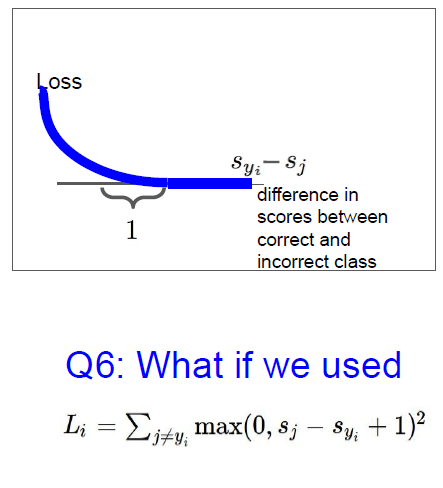 Loss
s_{y_i} - s_j
difference in
scores between
correct and
incorrect class
1
Q6: What if we used
L_i = \sum_{j \neq y_i} \max(0, s_j - s_{y_i} + 1)^2